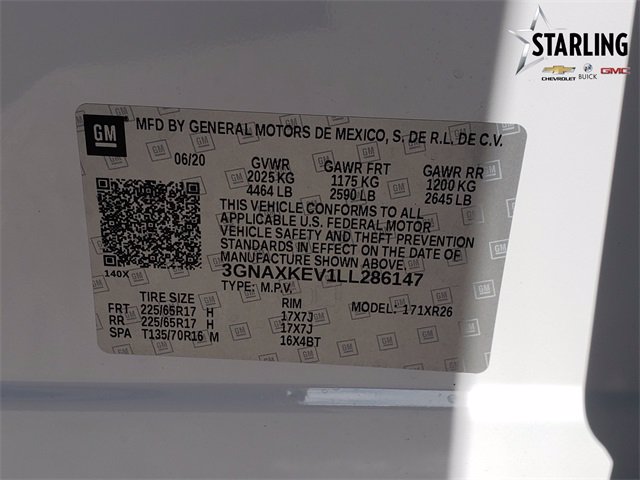 STARLING
CHEVROLET BUICK GMC
GM MFD BY GENERAL MOTORS DE MEXICO, S. DE R.L. DE C.V.
06/20 GVWR GAWR FRT GAWR RR
2025 KG 1175 KG 1200 KG
4464 LB 2590 LB 2645 LB
THIS VEHICLE CONFORMS TO ALL
APPLICABLE U.S. FEDERAL MOTOR
VEHICLE SAFETY AND THEFT PREVENTION
STANDARDS IN EFFECT ON THE DATE OF
MANUFACTURE SHOWN ABOVE.
3GNAXKEV1LL286147
140X TYPE: M.P.V.
TIRE SIZE RIM MODEL: 171XR26
FRT 225/65R17 H 17X7J
RR 225/65R17 H 17X7J
SPA T135/70R16 M 16X4BT